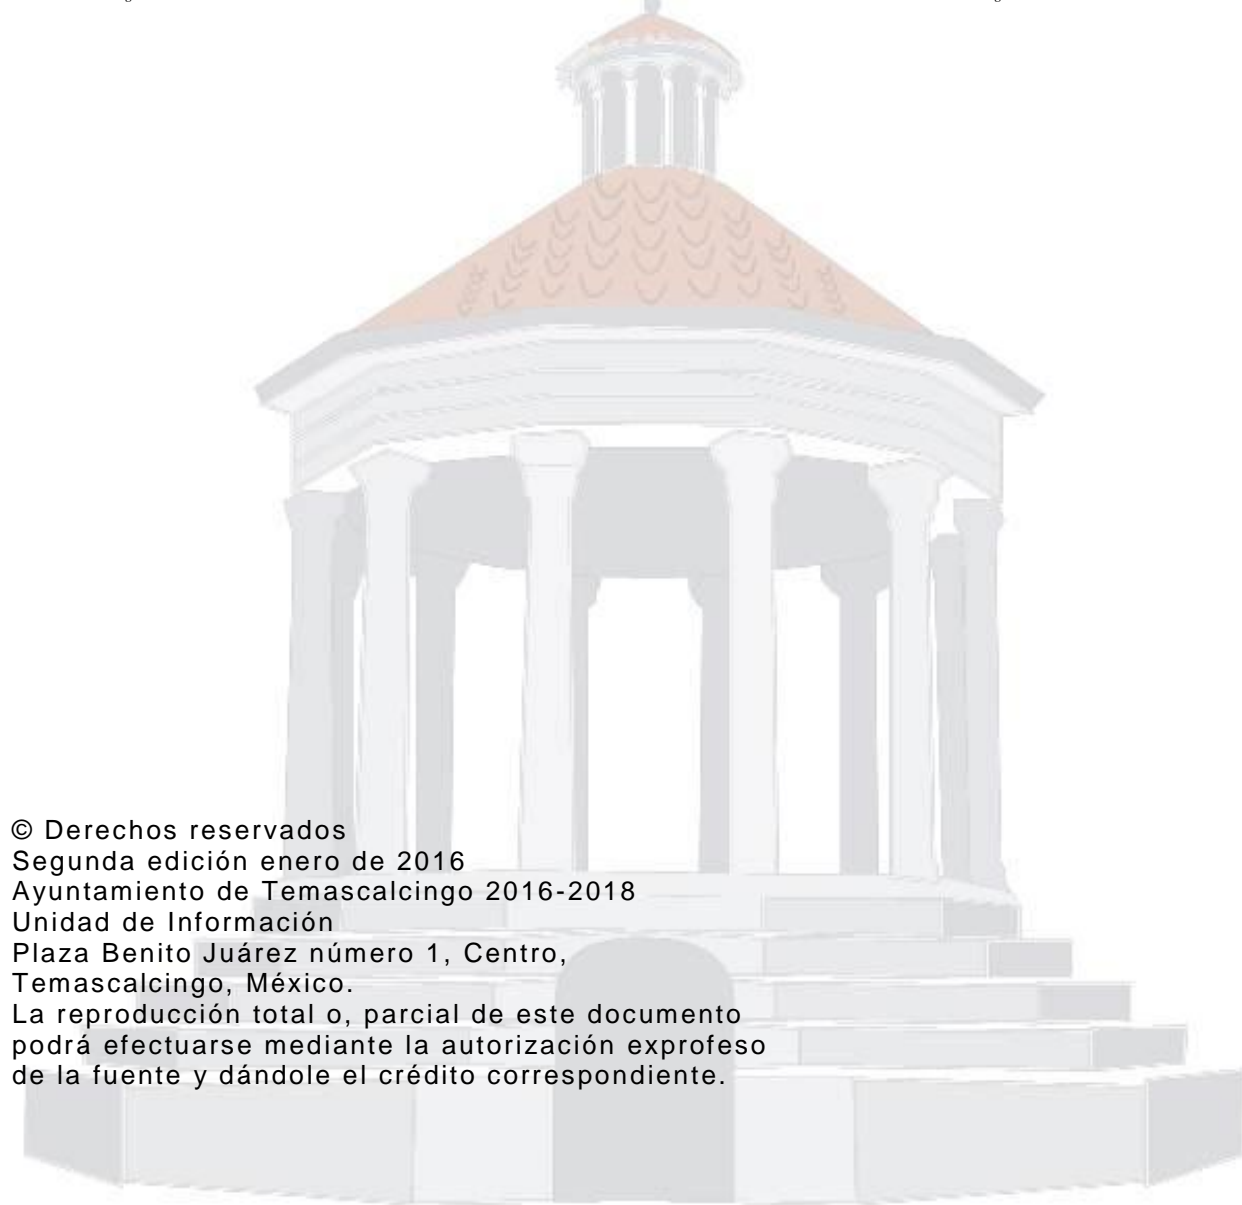 © Derechos reservados
Segunda edición enero de 2016
Ayuntamiento de Temascalcingo 2016-2018
Unidad de Información
Plaza Benito Juárez número 1, Centro,
Temascalcingo, México.
La reproducción total o, parcial de este documento
podrá efectuarse mediante la autorización exprofeso
de la fuente y dándole el crédito correspondiente.